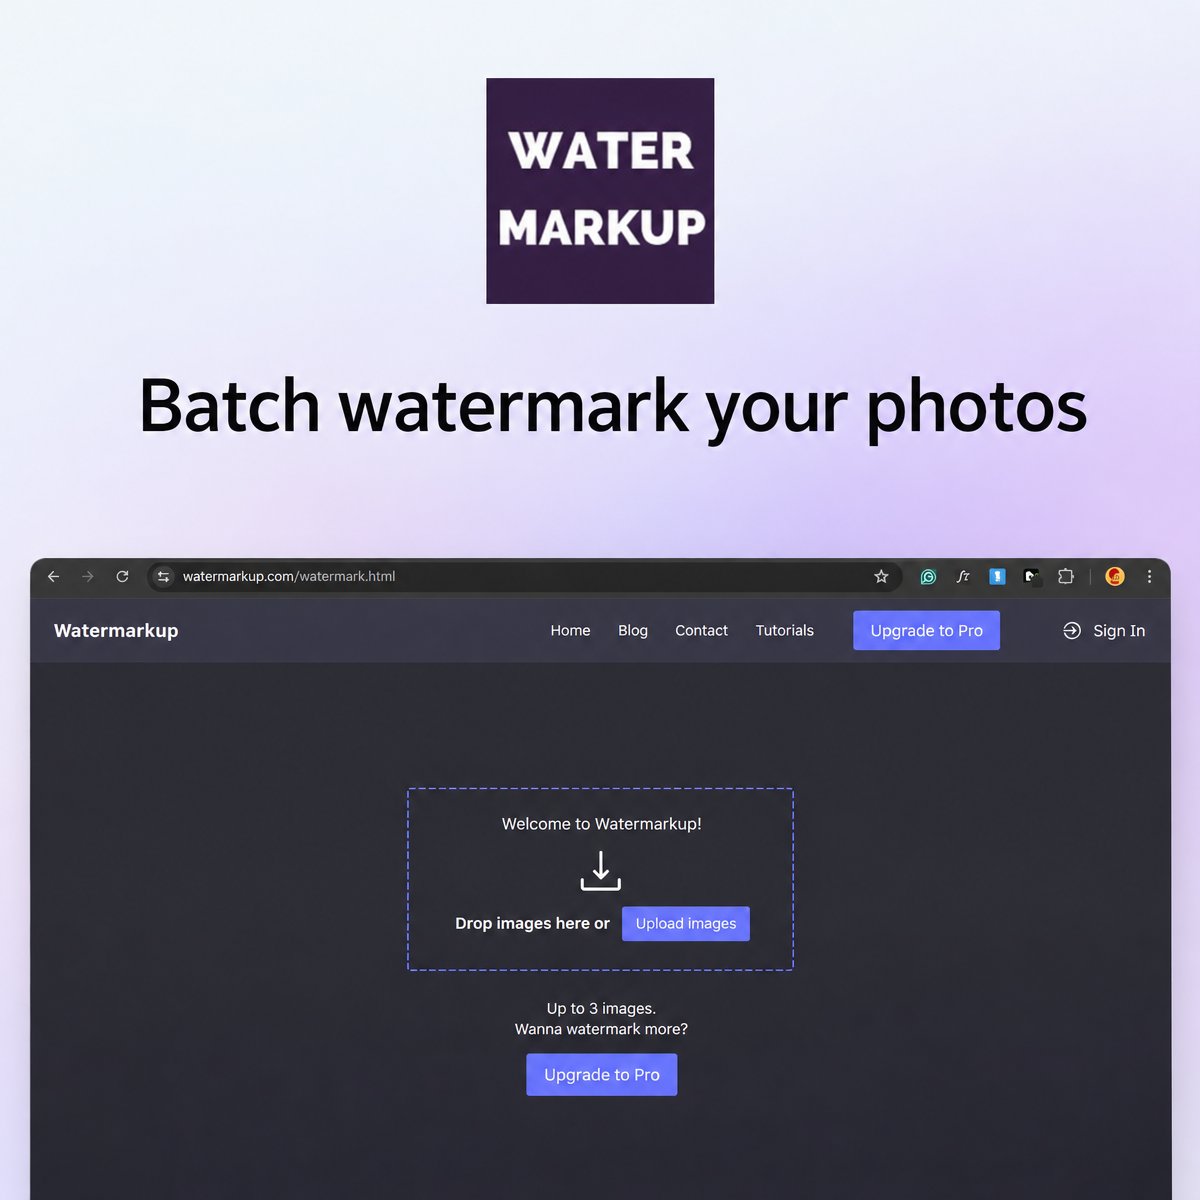 WATER
MARKUP
Batch watermark your photos
watermarkup.com/watermark.html
Watermarkup
Home
Blog
Contact
Tutorials
Upgrade to Pro
Sign In
Welcome to Watermarkup!
Drop images here or
Upload images
Up to 3 images.
Wanna watermark more?
Upgrade to Pro